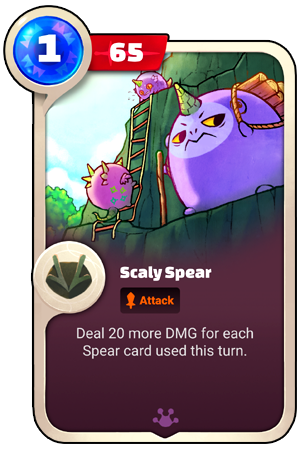 1
65
Scaly Spear
Attack
Deal 20 more DMG for each
Spear card used this turn.